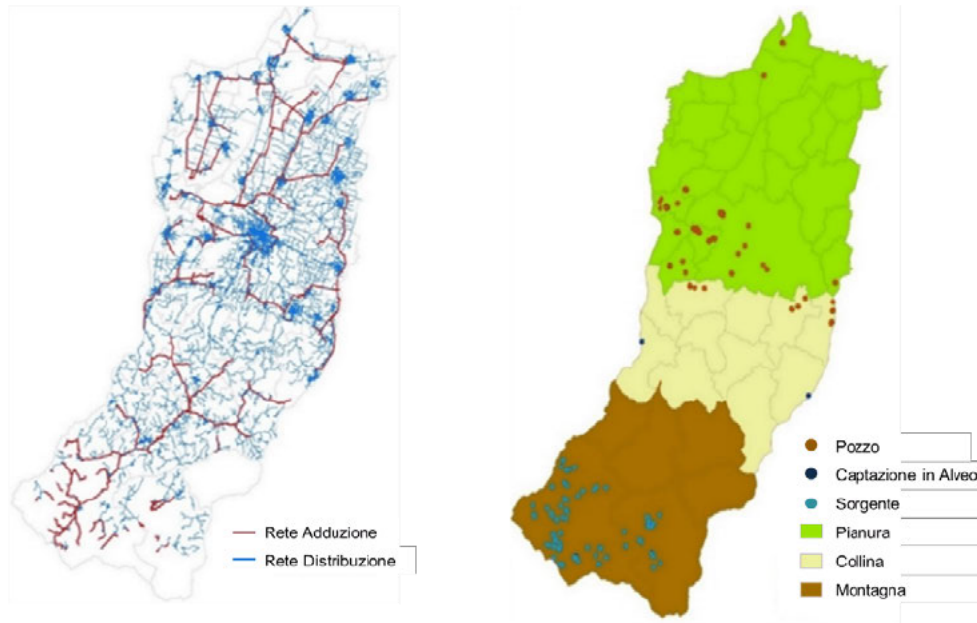 Rete Adduzione
Rete Distribuzione
Pozzo
Captazione in Alveo
Sorgente
Pianura
Collina
Montagna